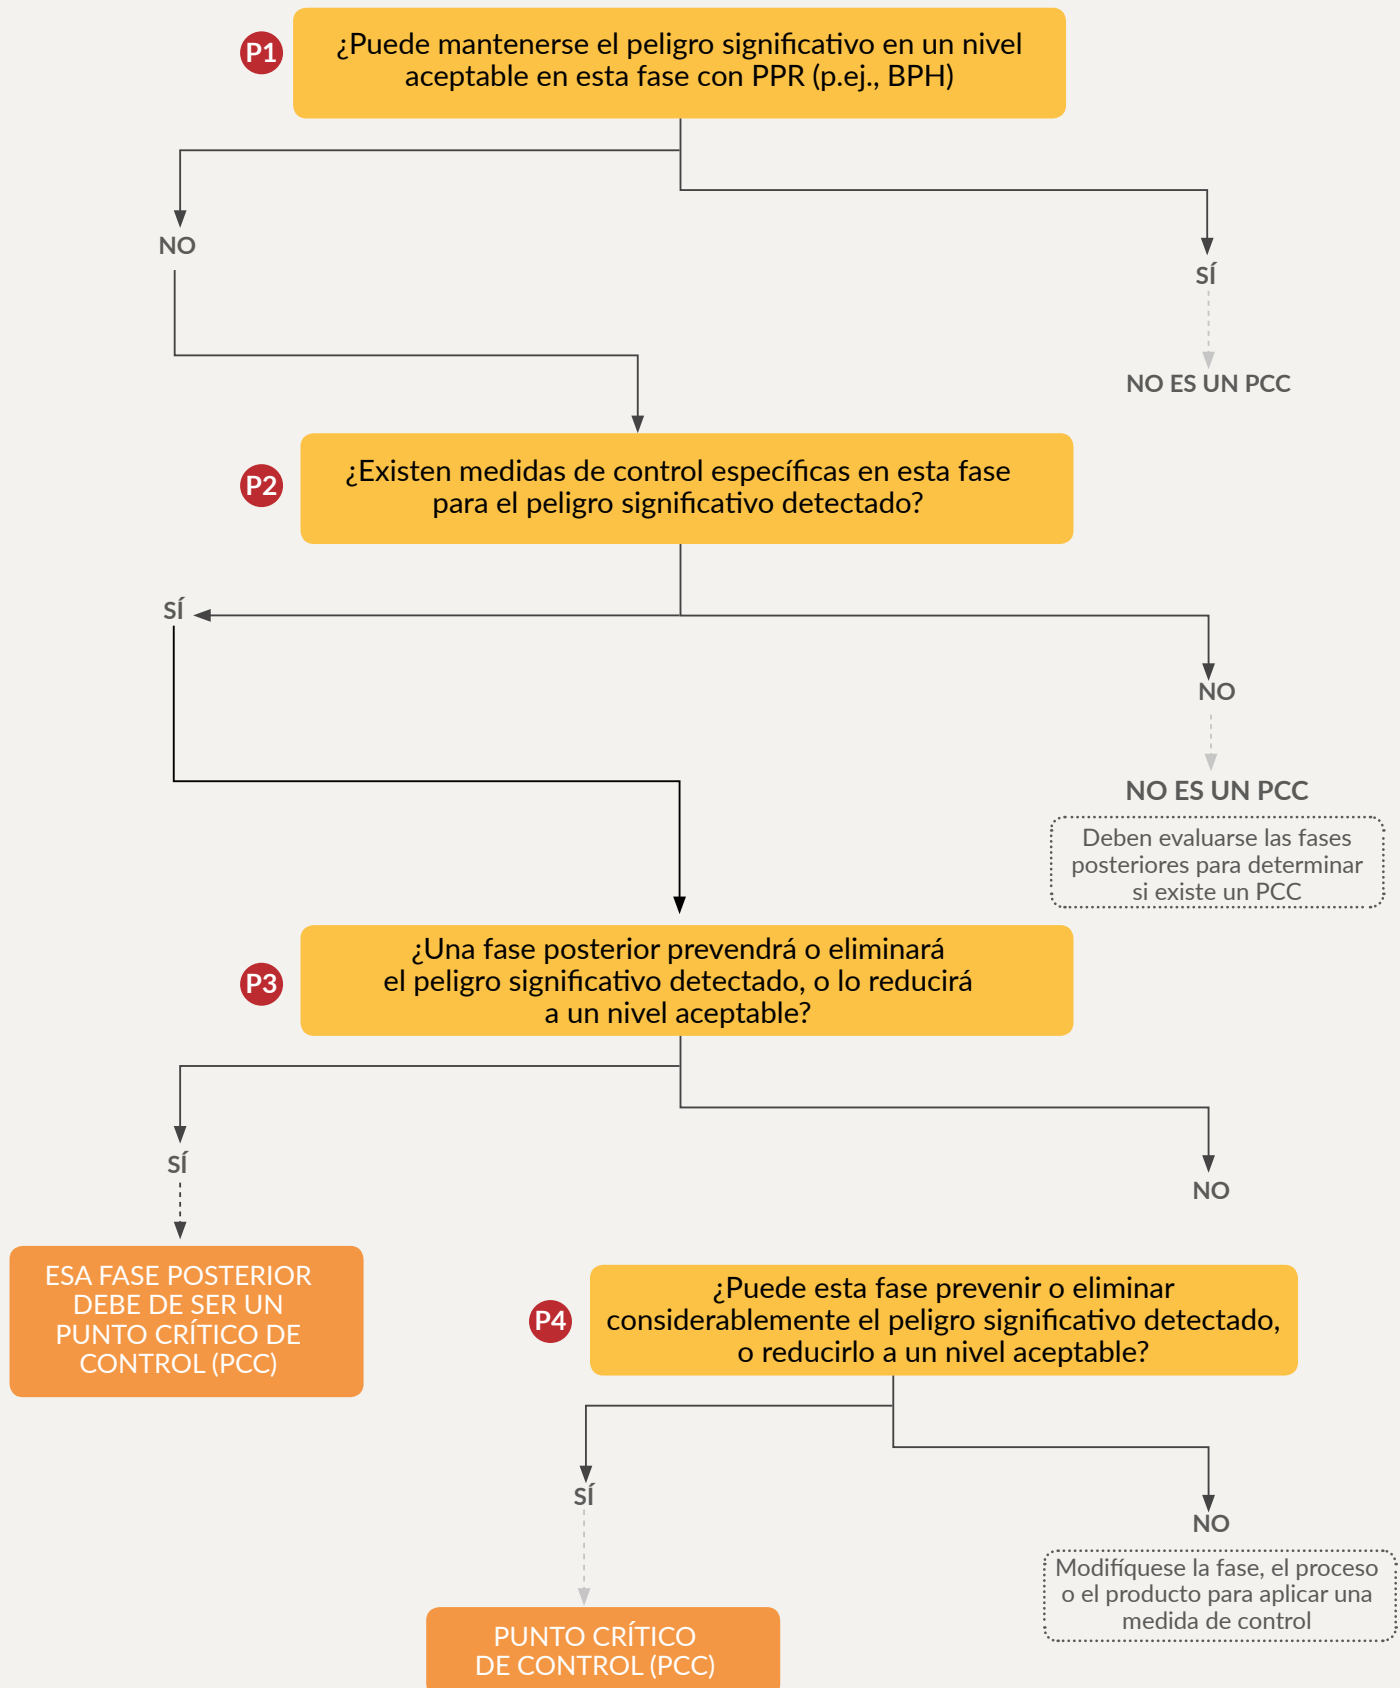 P1
¿Puede mantenerse el peligro significativo en un nivel
aceptable en esta fase con PPR (p.ej., BPH)
NO
SÍ
NO ES UN PCC
P2
¿Existen medidas de control específicas en esta fase
para el peligro significativo detectado?
SÍ
NO
NO ES UN PCC
Deben evaluarse las fases
posteriores para determinar
si existe un PCC
P3
¿Una fase posterior prevendrá o eliminará
el peligro significativo detectado, o lo reducirá
a un nivel aceptable?
SÍ
NO
ESA FASE POSTERIOR
DEBE DE SER UN
PUNTO CRÍTICO DE
CONTROL (PCC)
P4
¿Puede esta fase prevenir o eliminar
considerablemente el peligro significativo detectado,
o reducirlo a un nivel aceptable?
SÍ
NO
Modifíquese la fase, el proceso
o el producto para aplicar una
medida de control
PUNTO CRÍTICO
DE CONTROL (PCC)